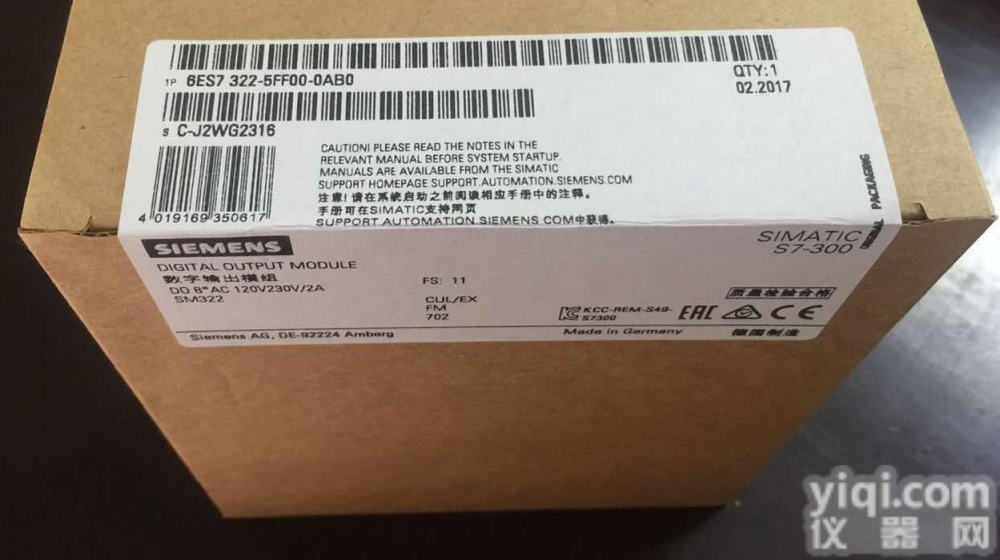 1P 6ES7 322-5FF00-0AB0
QTY:1
02.2017
S C-J2WG2316
CAUTION! PLEASE READ THE NOTES IN THE
RELEVANT MANUAL BEFORE SYSTEM STARTUP.
MANUALS ARE AVAILABLE FROM THE SIMATIC
SUPPORT HOMEPAGE SUPPORT.AUTOMATION.SIEMENS.COM
注意! 请在系统启动之前阅读相应手册中的注释。
手册可在SIMATIC支持网页
SUPPORT AUTOMATION SIEMENS COM中获得。
4 019169 350617
ORIGINAL PACKAGING
SIEMENS
SIMATIC
S7-300
DIGITAL OUTPUT MODULE
数字输出模组
DO 8*AC 120V230V/2A
SM322
FS: 11
CUL/EX
FM
702
质量检验合格
KCC-REM-S49-
S7300
EAC CE
Siemens AG, DE-92224 Amberg
Made in Germany
德国制造
yiqi.com
仪器网